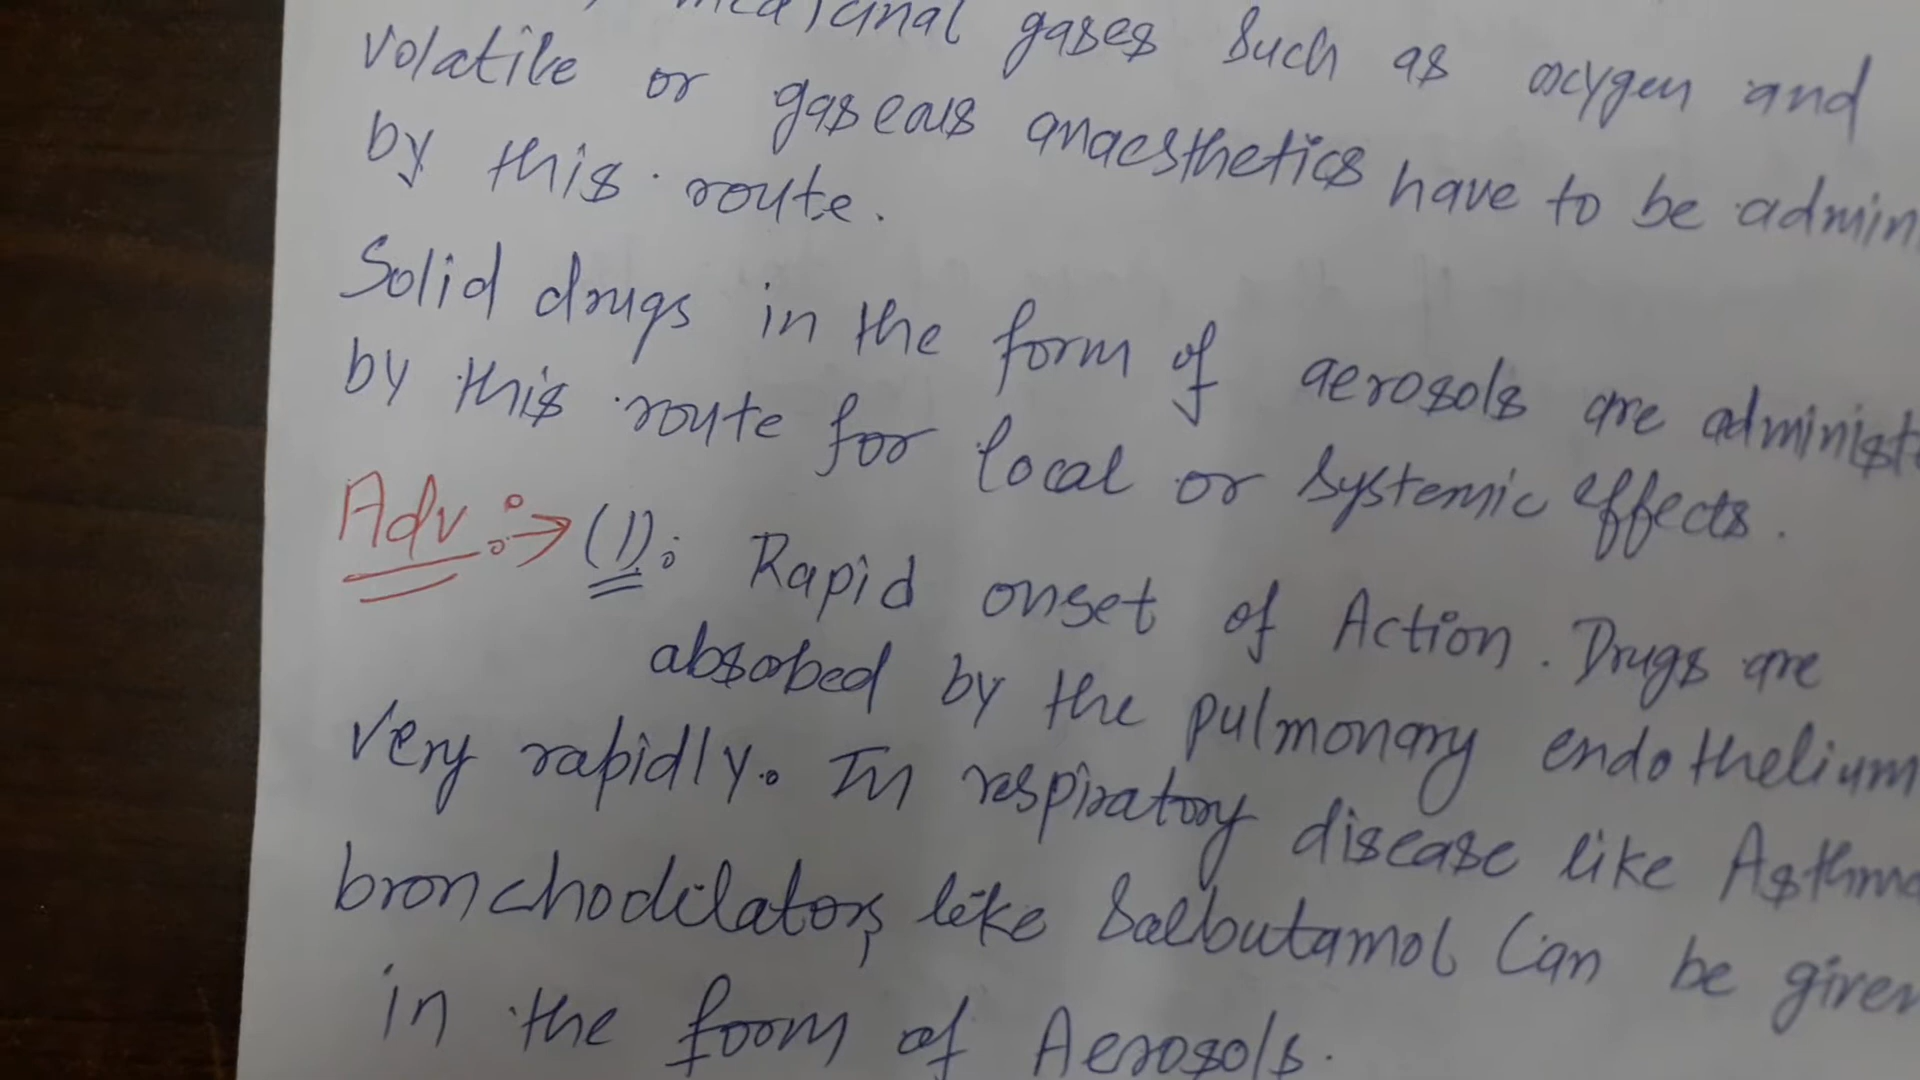 medicinal gases such as oxygen and
volatile or gaseous anaesthetics have to be admin
by this route.
Solid drugs in the form of aerosols are administ
by this route for local or systemic effects.
Adv :→ (1): Rapid onset of Action. Drugs are
absobed by the pulmonary endothelium
very rapidly. In respiratory disease like Asthma
bronchodilators, like Salbutamol Can be given
in the form of Aerosols.